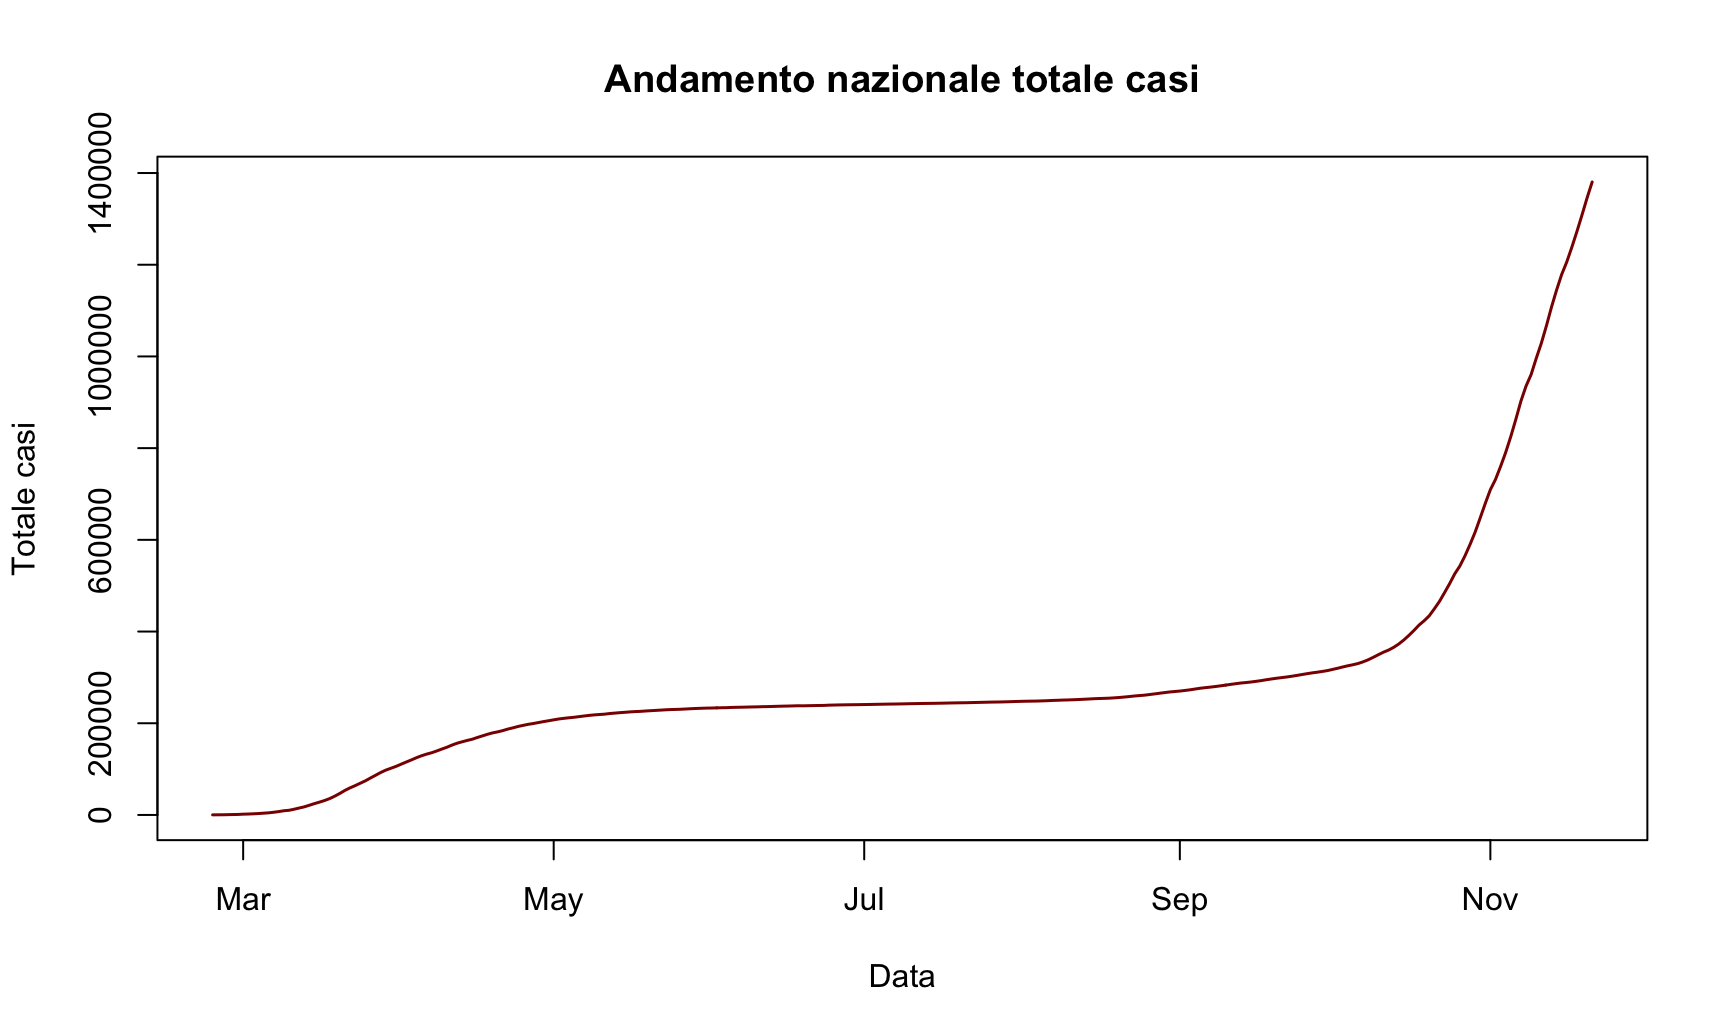 Andamento nazionale totale casi
Totale casi
1400000
1000000
600000
200000
0
Mar May Jul Sep Nov
Data